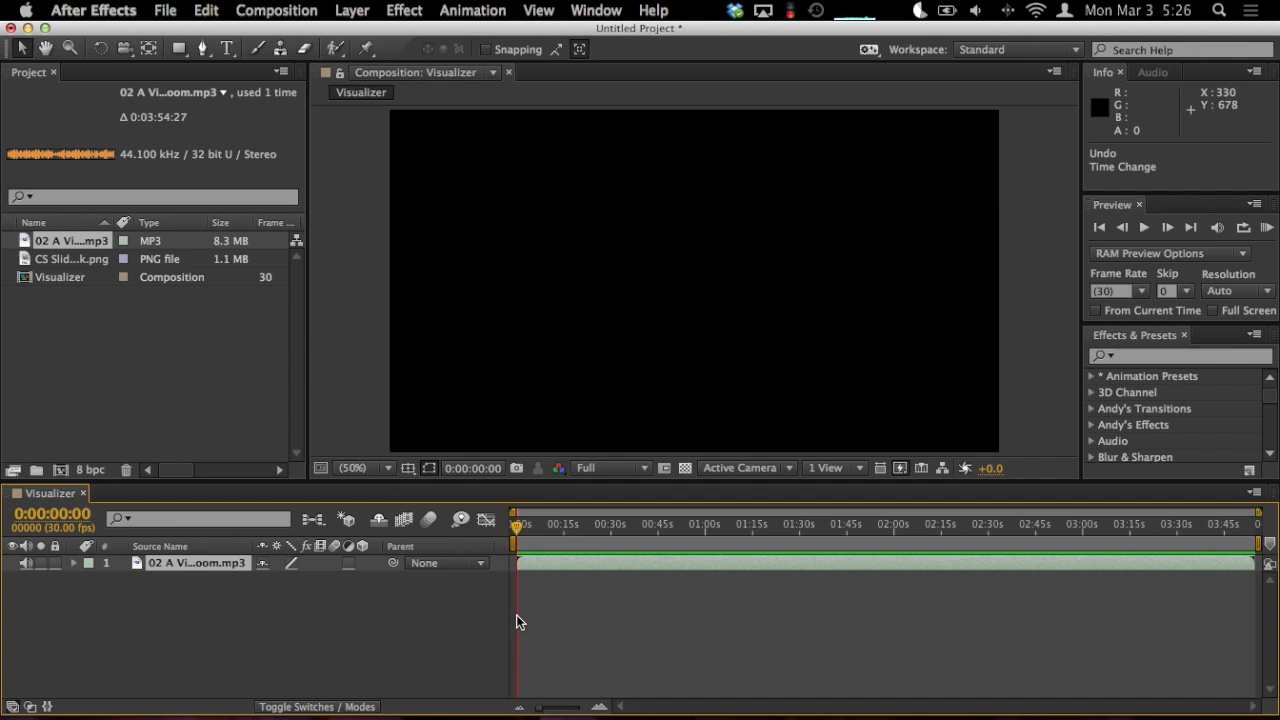 After Effects File Edit Composition Layer Effect Animation View Window Help Mon Mar 3 5:26
Untitled Project *
Snapping Workspace: Standard Search Help
Project Composition: Visualizer Info Audio
02 A Vi...oom.mp3 , used 1 time Visualizer R: X: 330
G: Y: 678
Δ 0:03:54:27 B:
A: 0
44.100 kHz / 32 bit U / Stereo Undo
Time Change
Preview
Name Type Size Frame...
02 A Vi....mp3 MP3 8.3 MB
CS Slid...k.png PNG file 1.1 MB RAM Preview Options
Visualizer Composition 30 Frame Rate Skip Resolution
(30) 0 Auto
From Current Time Full Screen
Effects & Presets
* Animation Presets
3D Channel
Andy's Transitions
Andy's Effects
Audio
Blur & Sharpen
8 bpc (50%) 0:00:00:00 Full Active Camera 1 View +0.0
Visualizer
0:00:00:00
00000 (30.00 fps) 00:15s 00:30s 00:45s 01:00s 01:15s 01:30s 01:45s 02:00s 02:15s 02:30s 02:45s 03:00s 03:15s 03:30s 03:45s
# Source Name fx Parent
1 02 A Vi...oom.mp3 None
Toggle Switches / Modes